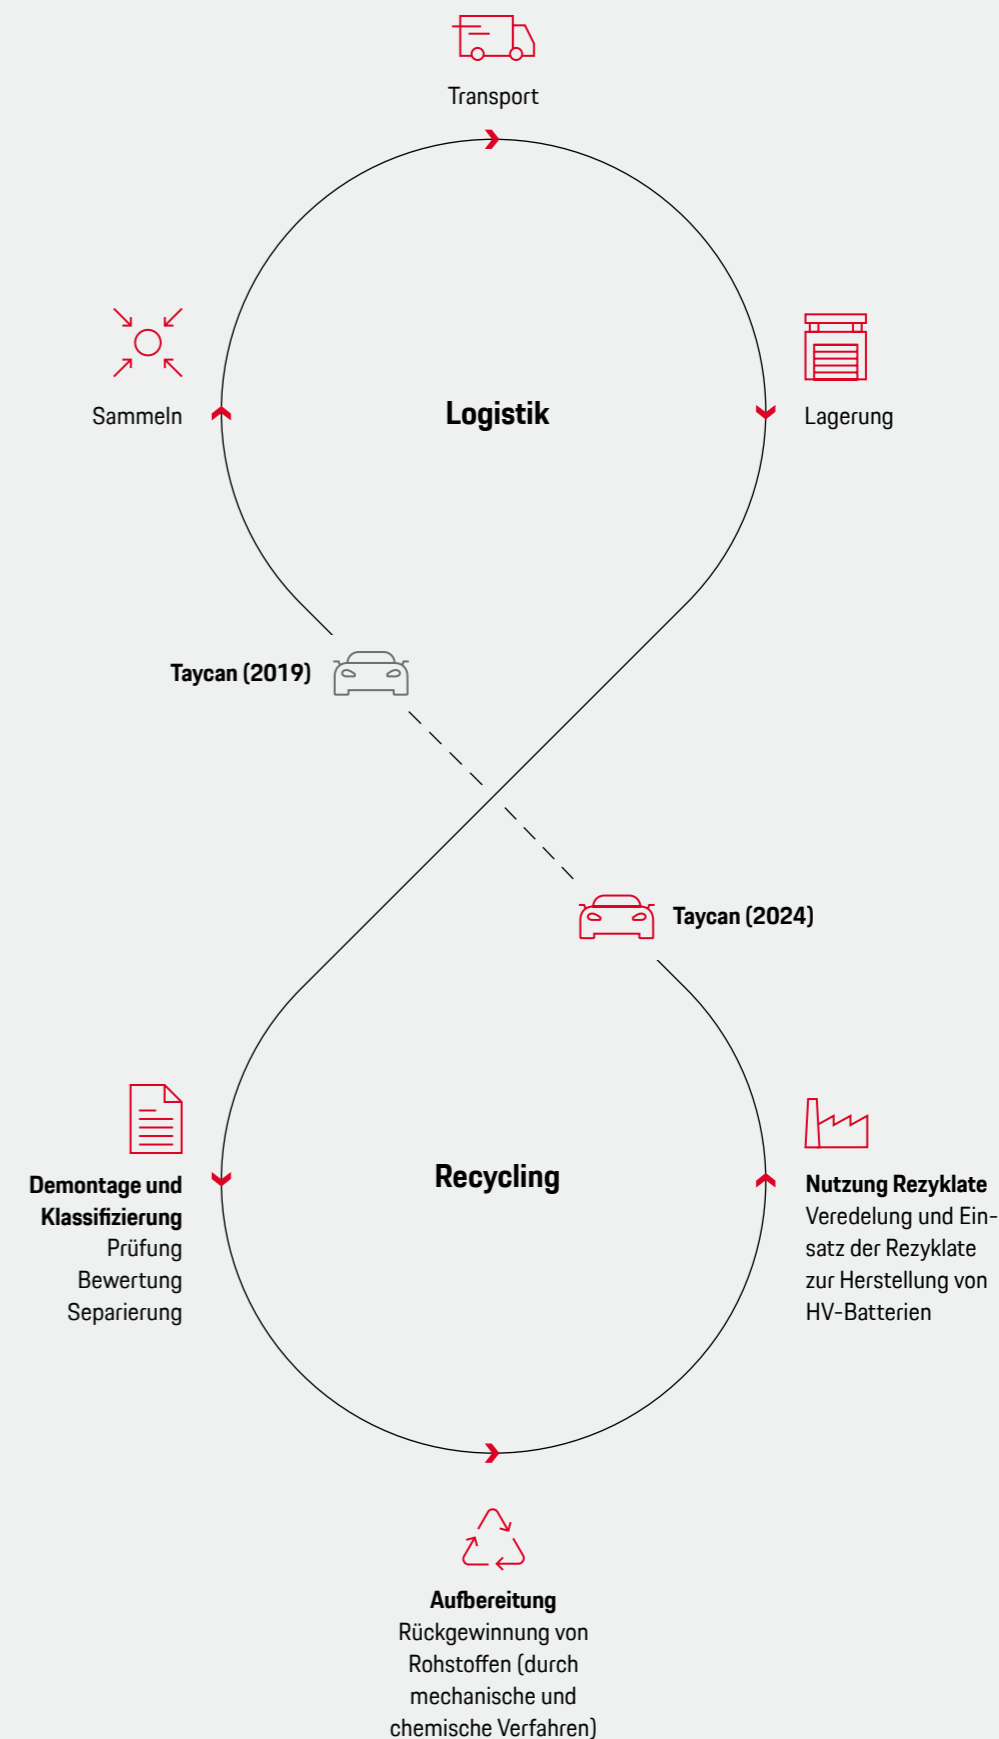 Transport
Sammeln
Logistik
Lagerung
Taycan (2019)
Taycan (2024)
Recycling
Demontage und
Klassifizierung
Prüfung
Bewertung
Separierung
Nutzung Rezyklate
Veredelung und Ein-
satz der Rezyklate
zur Herstellung von
HV-Batterien
Aufbereitung
Rückgewinnung von
Rohstoffen (durch
mechanische und
chemische Verfahren)